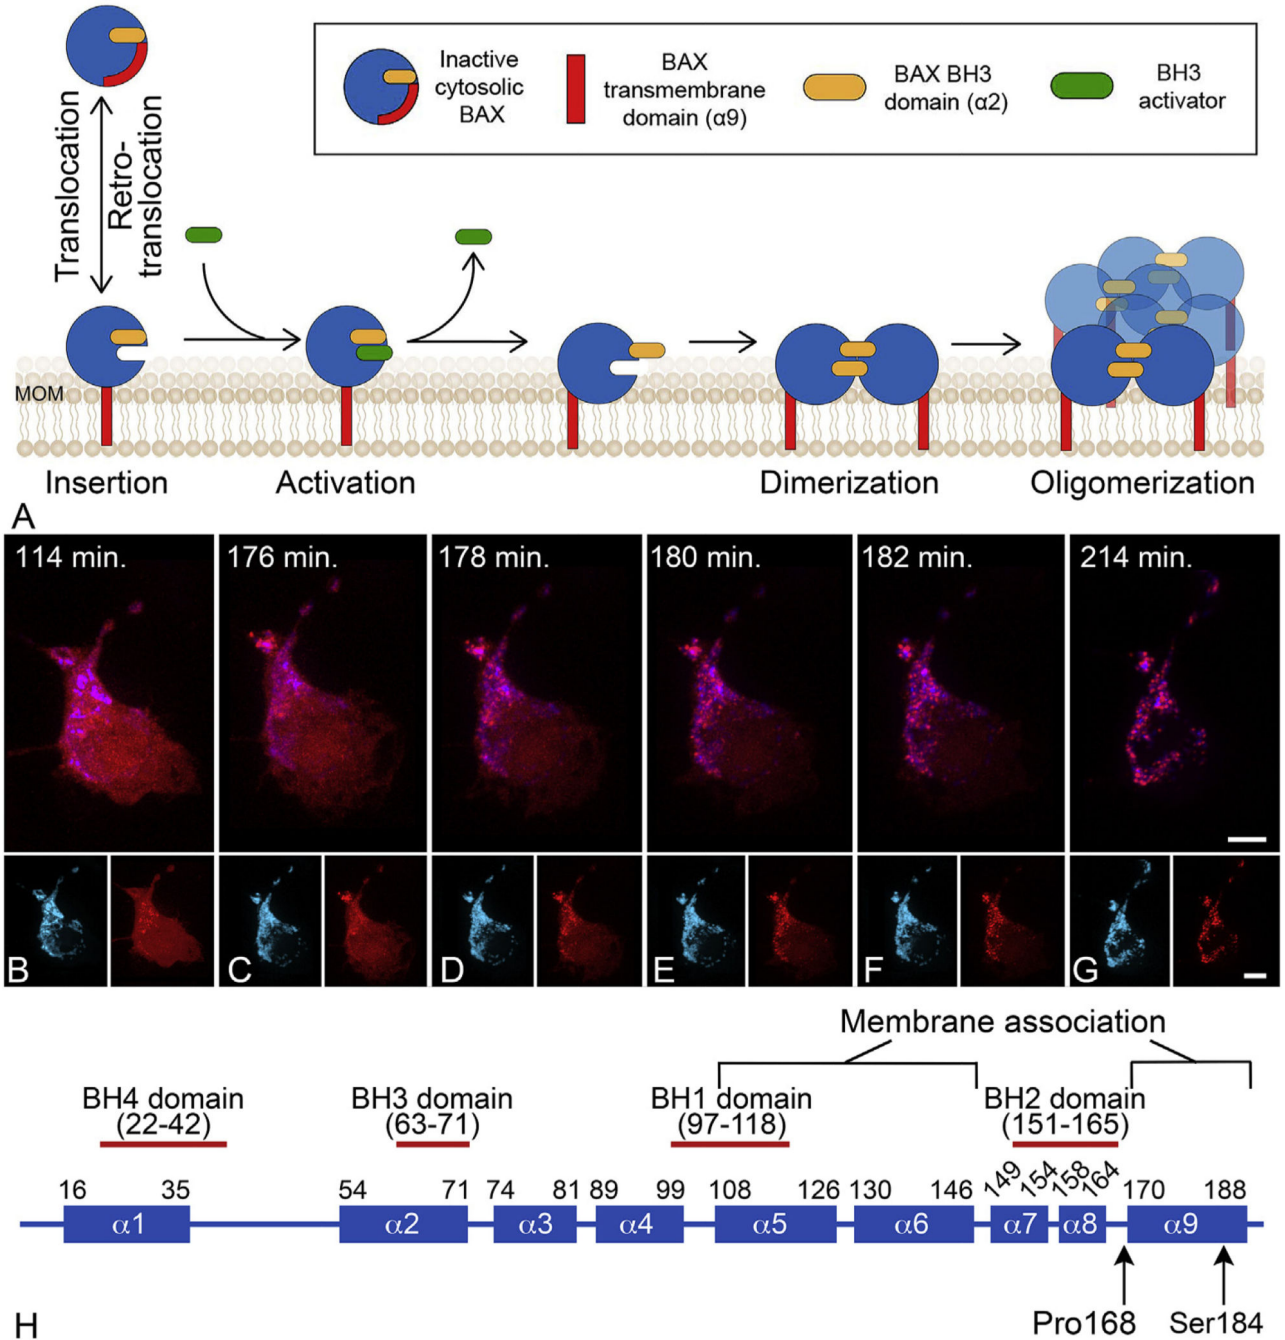 Inactive
cytosolic
BAX
BAX
transmembrane
domain (α9)
BAX BH3
domain (α2)
BH3
activator
Translocation
Retro-
translocation
MOM
Insertion
Activation
Dimerization
Oligomerization
A
114 min.
176 min.
178 min.
180 min.
182 min.
214 min.
B
C
D
E
F
G
Membrane association
BH4 domain
(22-42)
BH3 domain
(63-71)
BH1 domain
(97-118)
BH2 domain
(151-165)
16 35 54 71 74 81 89 99 108 126 130 146 149 154 158 164 170 188
α1 α2 α3 α4 α5 α6 α7 α8 α9
Pro168 Ser184
H